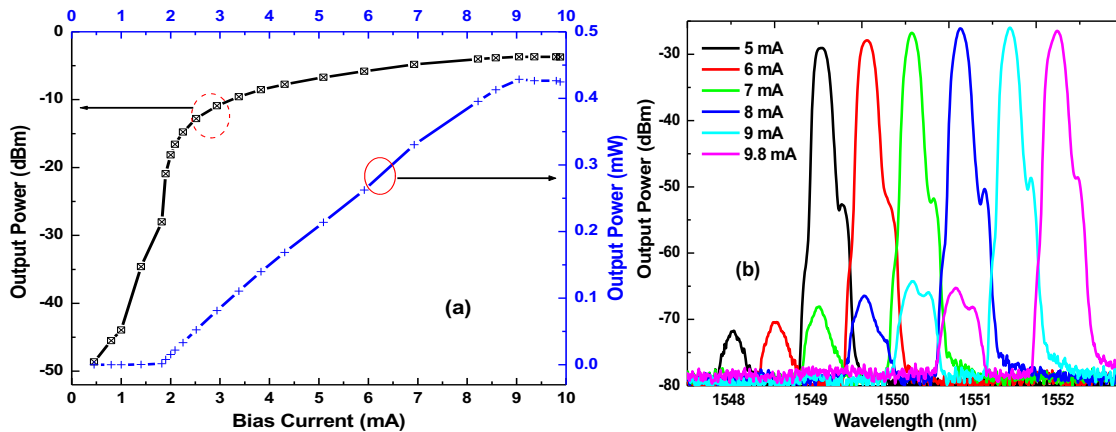 0 1 2 3 4 5 6 7 8 9 10
0 -10 -20 -30 -40 -50
Output Power (dBm)
0.5 0.4 0.3 0.2 0.1 0.0
Output Power (mW)
(a)
0 1 2 3 4 5 6 7 8 9 10
Bias Current (mA)
-30 -40 -50 -60 -70 -80
Output Power (dBm)
5 mA
6 mA
7 mA
8 mA
9 mA
9.8 mA
(b)
1548 1549 1550 1551 1552
Wavelength (nm)